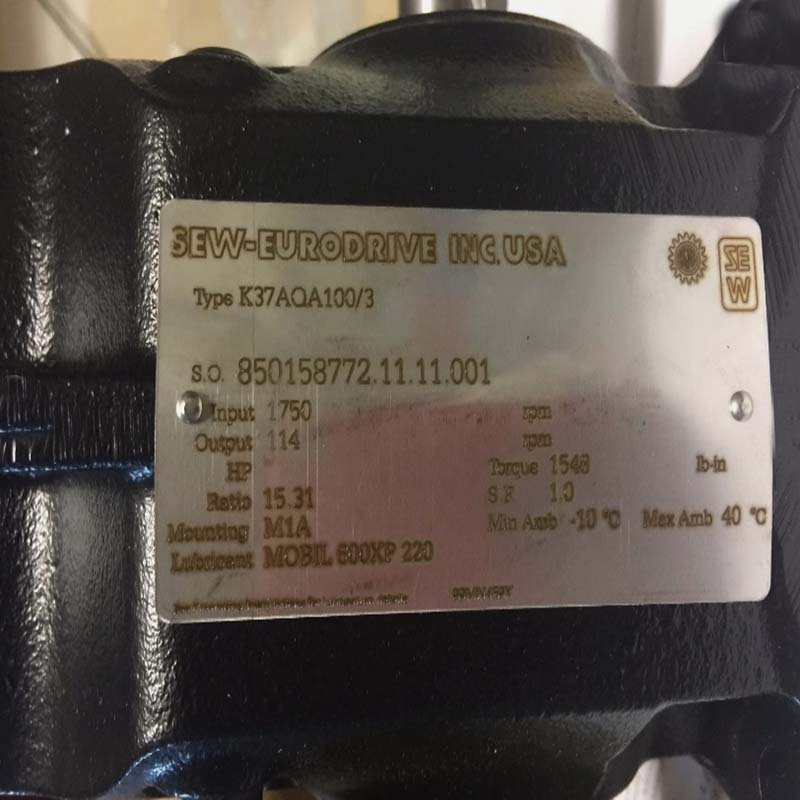 SEW-EURODRIVE INC. USA
SEW
Type K37AQA100/3
S.O. 850158772.11.11.001
Input 1750 rpm
Output 114 rpm
HP Torque 1548 lb-in
Ratio 15.31 S.F. 1.0
Mounting M1A Min Amb -10 °C Max Amb 40 °C
Lubricant MOBIL 600XP 220